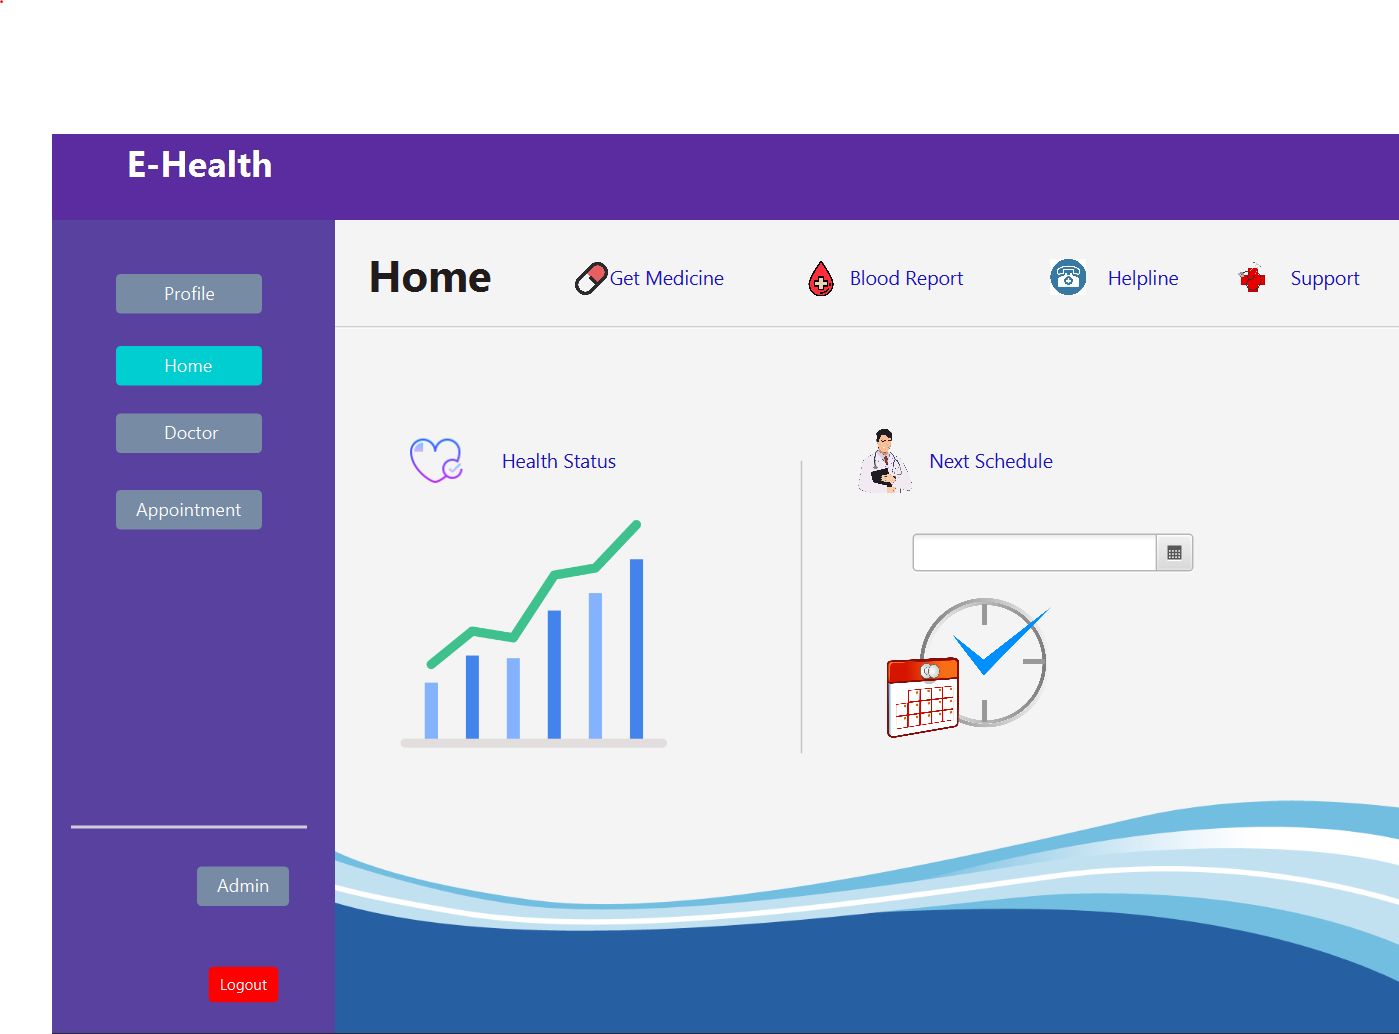 E-Health
Profile
Home
Doctor
Appointment
Admin
Logout
Home
Get Medicine
Blood Report
Helpline
Support
Health Status
Next Schedule